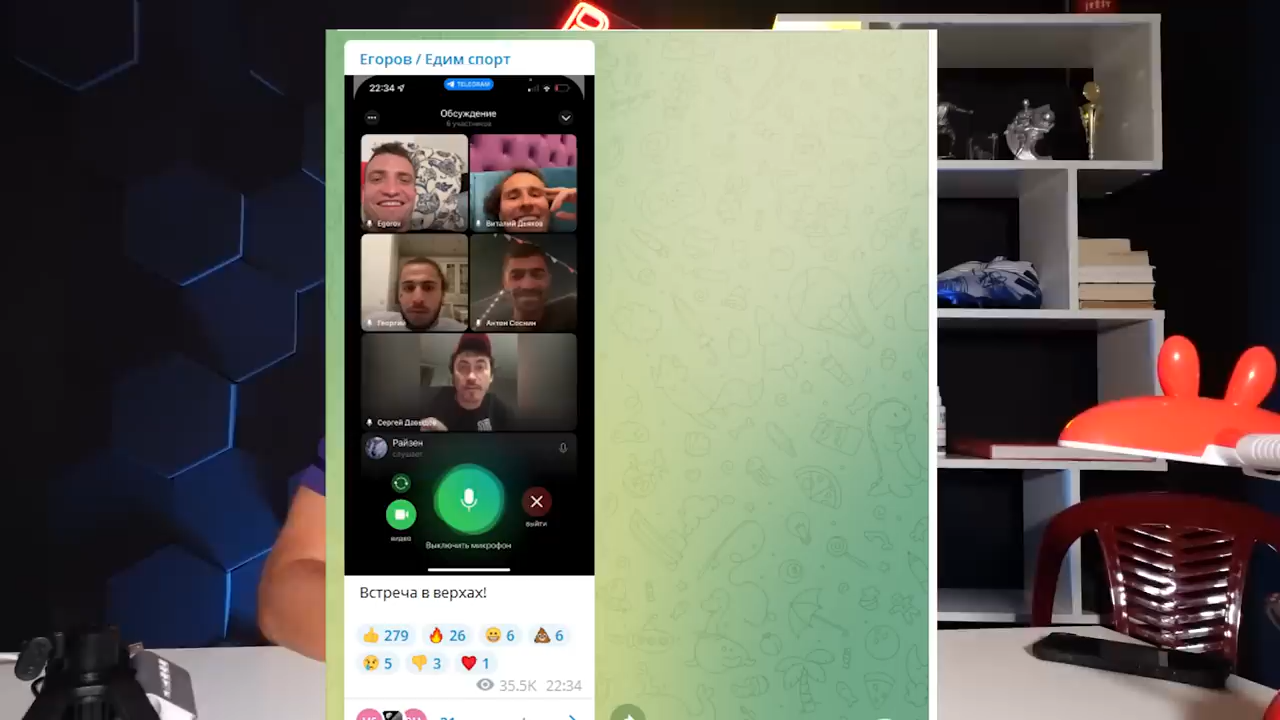 Егоров / Едим спорт
22:34
TELEGRAM
Обсуждение
6 участников
Egorov
Виталий Дьяков
Георгий
Антон Соснин
Сергей Давыдов
Райзен
слушает
видео
выйти
Выключить микрофон
Встреча в верхах!
279 26 6 6
5 3 1
35.5K 22:34